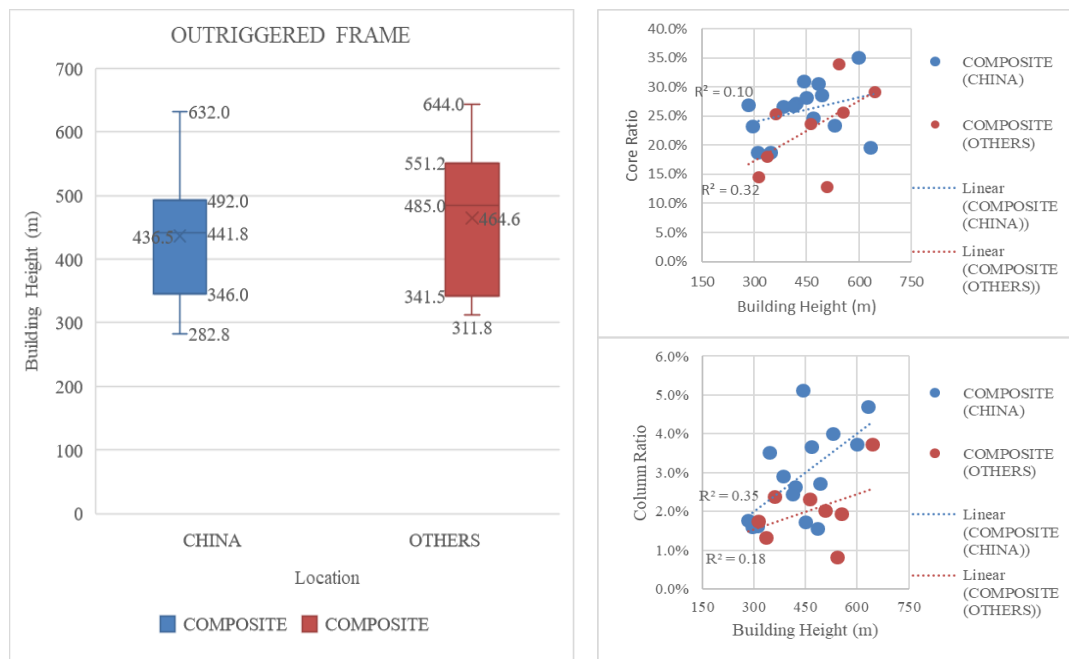 OUTRIGGERED FRAME
Building Height (m)
700
600
500
400
300
200
100
0
632.0
492.0
436.5
441.8
346.0
282.8
644.0
551.2
485.0
464.6
341.5
311.8
CHINA
OTHERS
Location
COMPOSITE
COMPOSITE
Core Ratio
40.0%
35.0%
30.0%
25.0%
20.0%
15.0%
10.0%
5.0%
0.0%
R² = 0.10
R² = 0.32
150
300
450
600
750
Building Height (m)
COMPOSITE
(CHINA)
COMPOSITE
(OTHERS)
Linear
(COMPOSITE
(CHINA))
Linear
(COMPOSITE
(OTHERS))
Column Ratio
6.0%
5.0%
4.0%
3.0%
2.0%
1.0%
0.0%
R² = 0.35
R² = 0.18
150
300
450
600
750
Building Height (m)
COMPOSITE
(CHINA)
COMPOSITE
(OTHERS)
Linear
(COMPOSITE
(CHINA))
Linear
(COMPOSITE
(OTHERS))